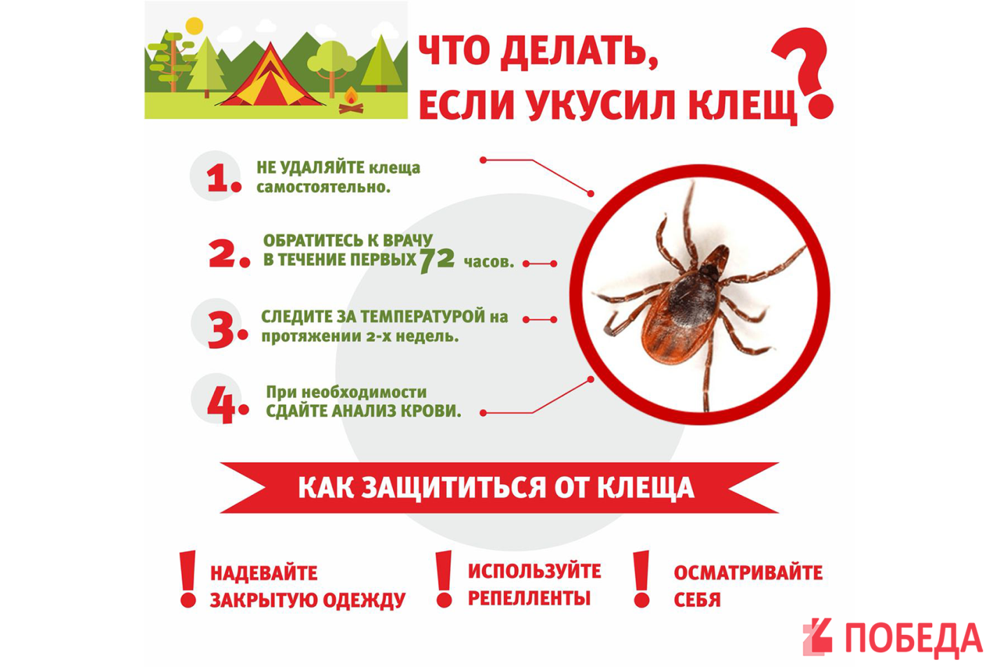 ЧТО ДЕЛАТЬ,
ЕСЛИ УКУСИЛ КЛЕЩ?
1. НЕ УДАЛЯЙТЕ клеща
самостоятельно.
2. ОБРАТИТЕСЬ К ВРАЧУ
В ТЕЧЕНИЕ ПЕРВЫХ 72 часов.
3. СЛЕДИТЕ ЗА ТЕМПЕРАТУРОЙ на
протяжении 2-х недель.
4. При необходимости
СДАЙТЕ АНАЛИЗ КРОВИ.
КАК ЗАЩИТИТЬСЯ ОТ КЛЕЩА
! НАДЕВАЙТЕ
ЗАКРЫТУЮ ОДЕЖДУ
! ИСПОЛЬЗУЙТЕ
РЕПЕЛЛЕНТЫ
! ОСМАТРИВАЙТЕ
СЕБЯ
ПОБЕДА